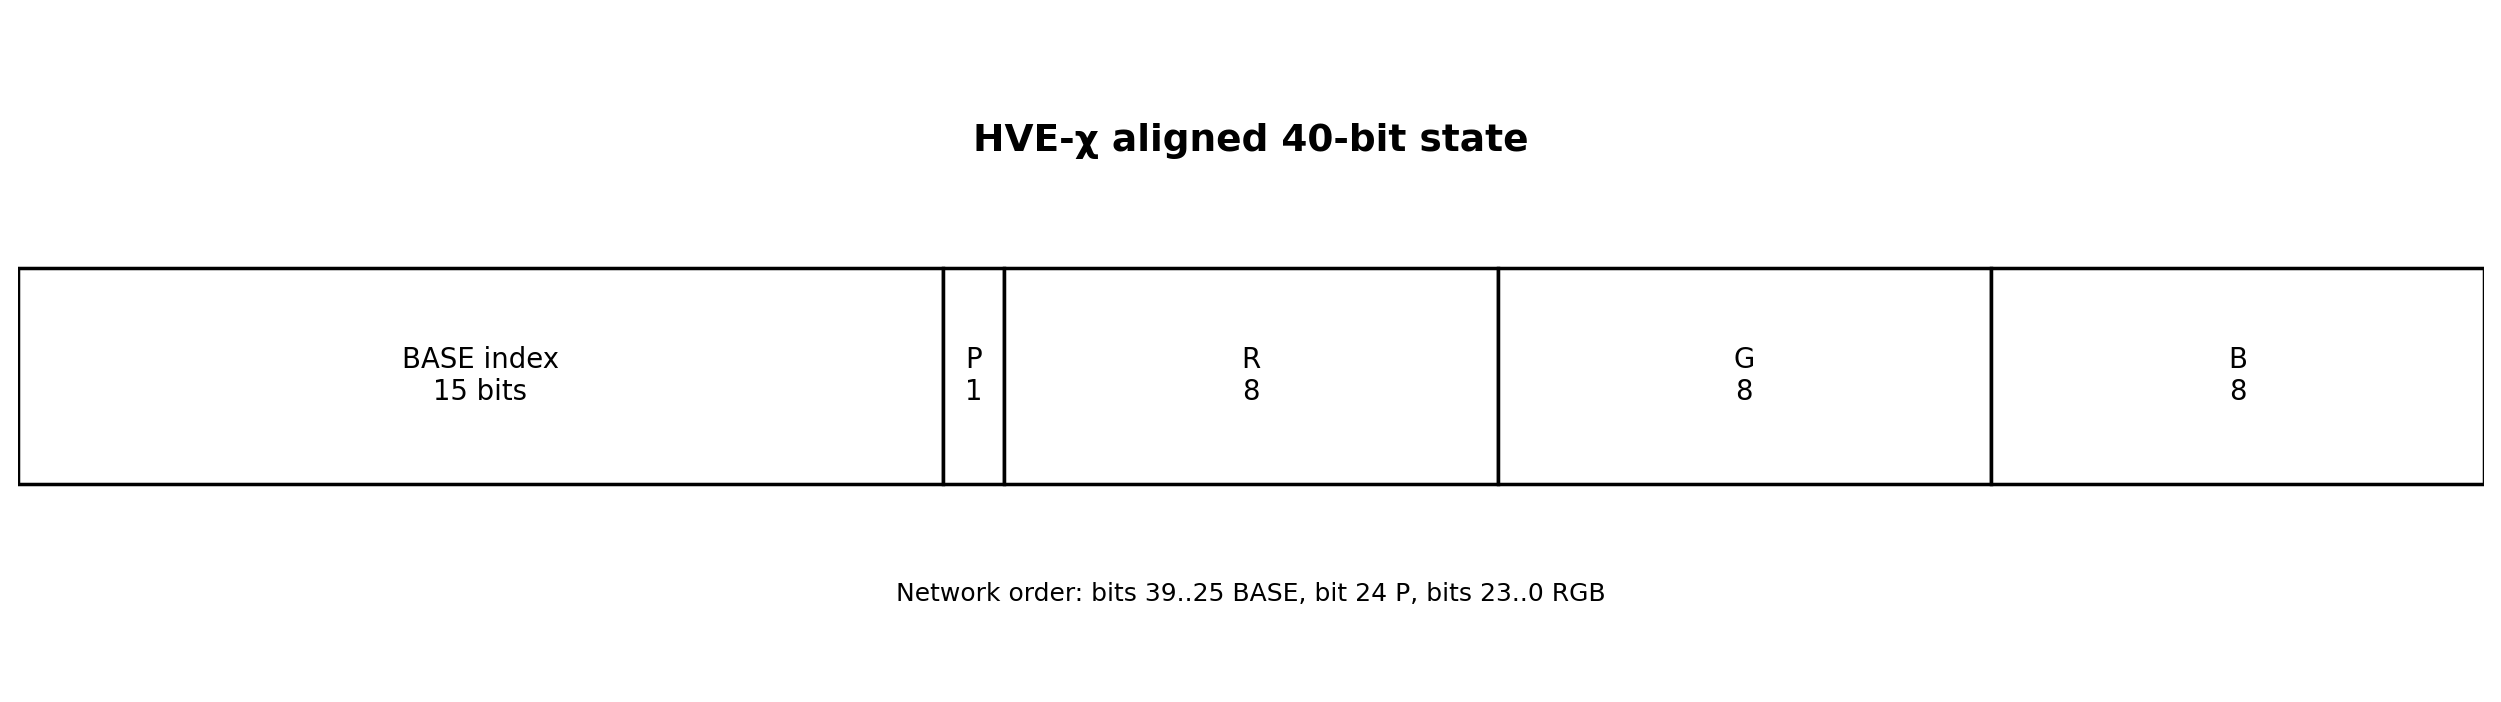 HVE-χ aligned 40-bit state
BASE index
15 bits
P
1
R
8
G
8
B
8
Network order: bits 39..25 BASE, bit 24 P, bits 23..0 RGB